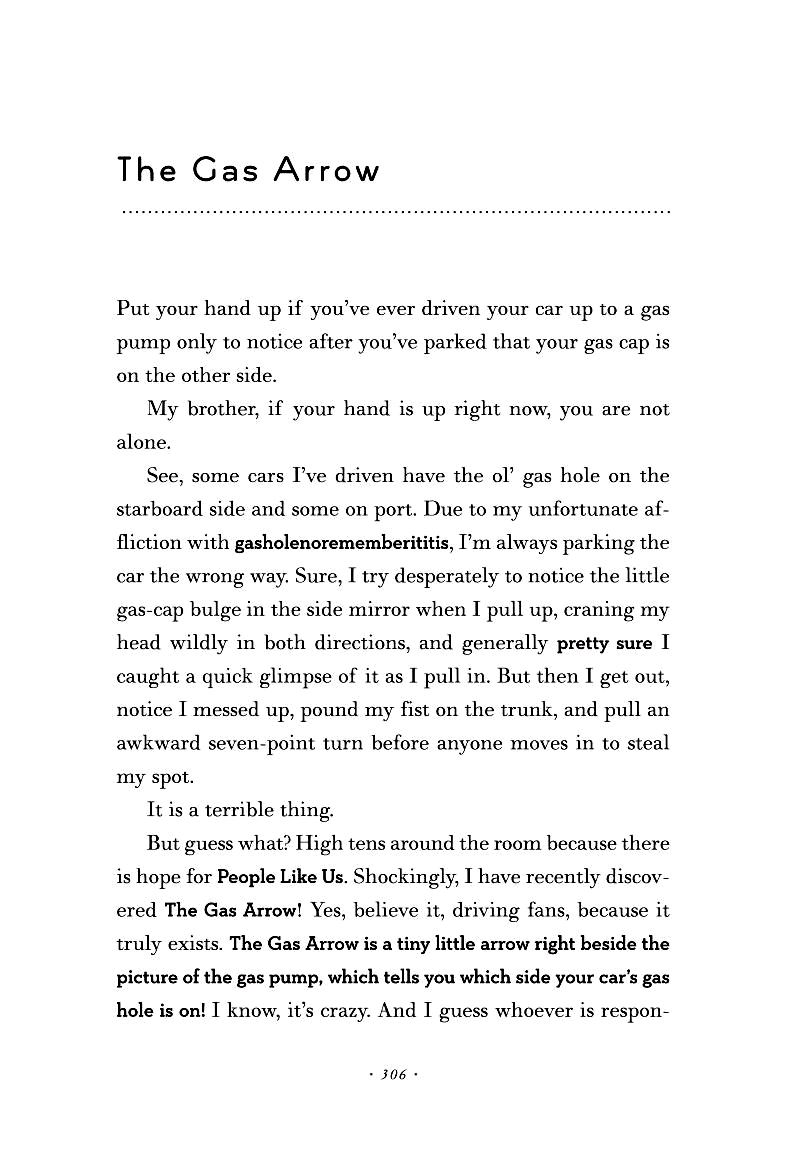 The Gas Arrow
Put your hand up if you’ve ever driven your car up to a gas
pump only to notice after you’ve parked that your gas cap is
on the other side.
My brother, if your hand is up right now, you are not
alone.
See, some cars I’ve driven have the ol’ gas hole on the
starboard side and some on port. Due to my unfortunate af-
fliction with gasholenorememberititis, I’m always parking the
car the wrong way. Sure, I try desperately to notice the little
gas-cap bulge in the side mirror when I pull up, craning my
head wildly in both directions, and generally pretty sure I
caught a quick glimpse of it as I pull in. But then I get out,
notice I messed up, pound my fist on the trunk, and pull an
awkward seven-point turn before anyone moves in to steal
my spot.
It is a terrible thing.
But guess what? High tens around the room because there
is hope for People Like Us. Shockingly, I have recently discov-
ered The Gas Arrow! Yes, believe it, driving fans, because it
truly exists. The Gas Arrow is a tiny little arrow right beside the
picture of the gas pump, which tells you which side your car’s gas
hole is on! I know, it’s crazy. And I guess whoever is respon-
· 306 ·